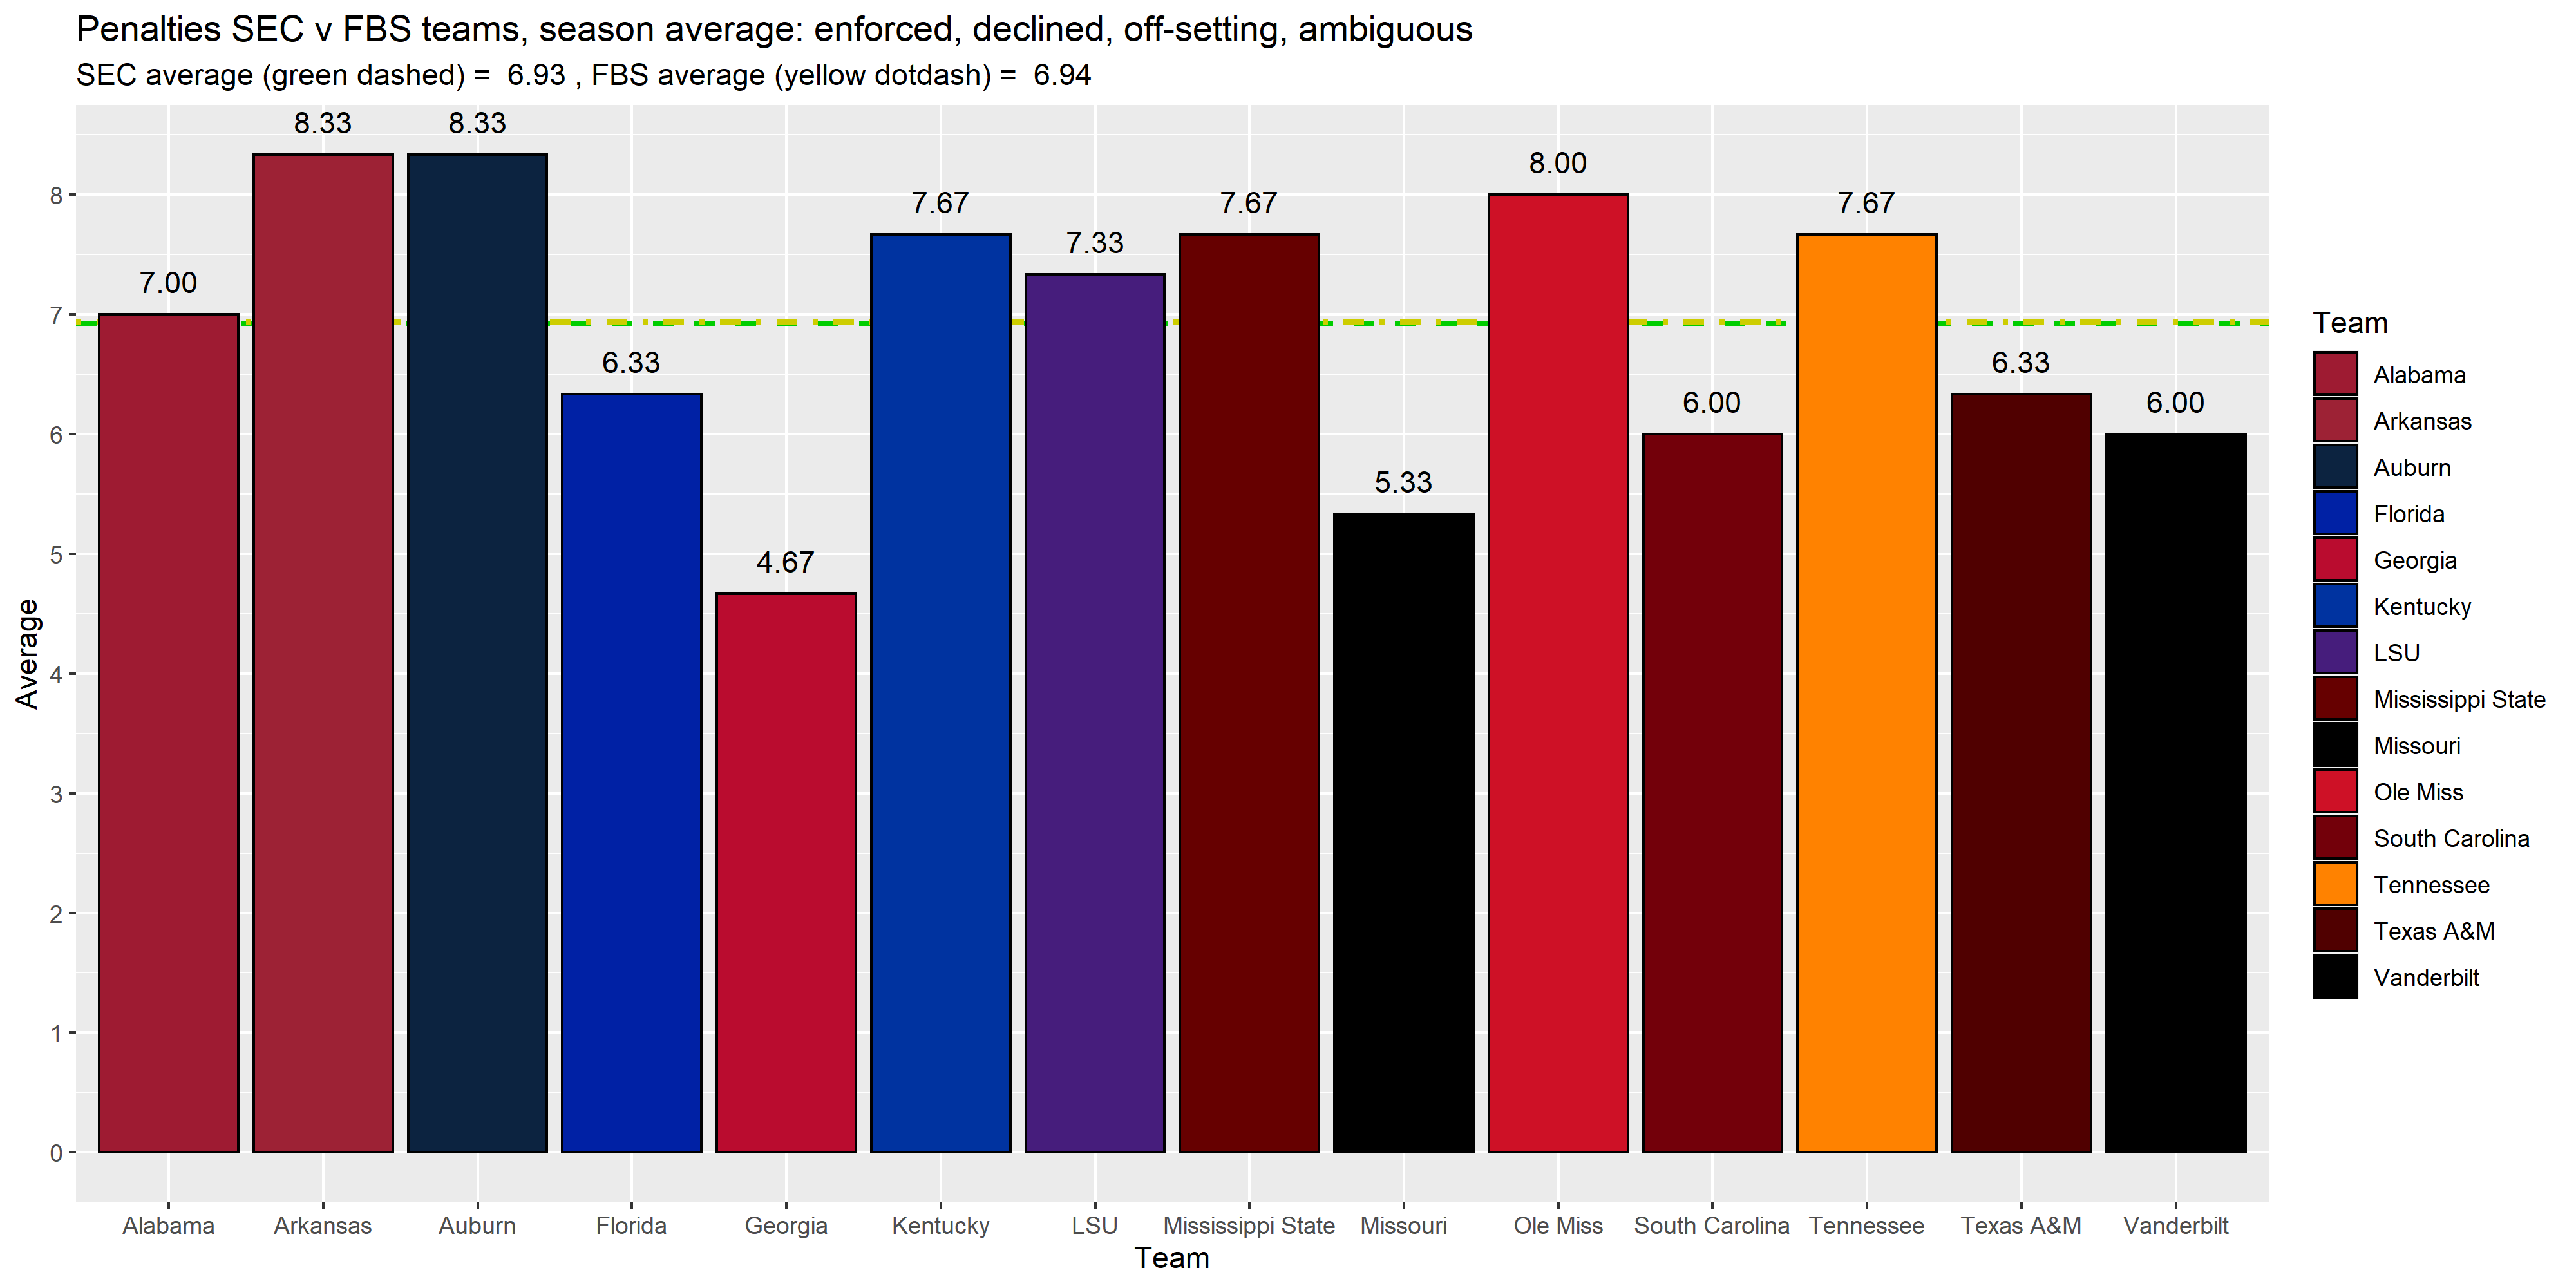 Penalties SEC v FBS teams, season average: enforced, declined, off-setting, ambiguous
SEC average (green dashed) =  6.93 , FBS average (yellow dotdash) =  6.94
8.33
8.33
8.00
7.67
7.67
7.67
7.33
7.00
6.33
6.33
6.00
6.00
5.33
4.67
8
7
6
5
4
3
2
1
0
Average
Alabama Arkansas Auburn Florida Georgia Kentucky LSU Mississippi State Missouri Ole Miss South Carolina Tennessee Texas A&M Vanderbilt
Team
Team
Alabama
Arkansas
Auburn
Florida
Georgia
Kentucky
LSU
Mississippi State
Missouri
Ole Miss
South Carolina
Tennessee
Texas A&M
Vanderbilt